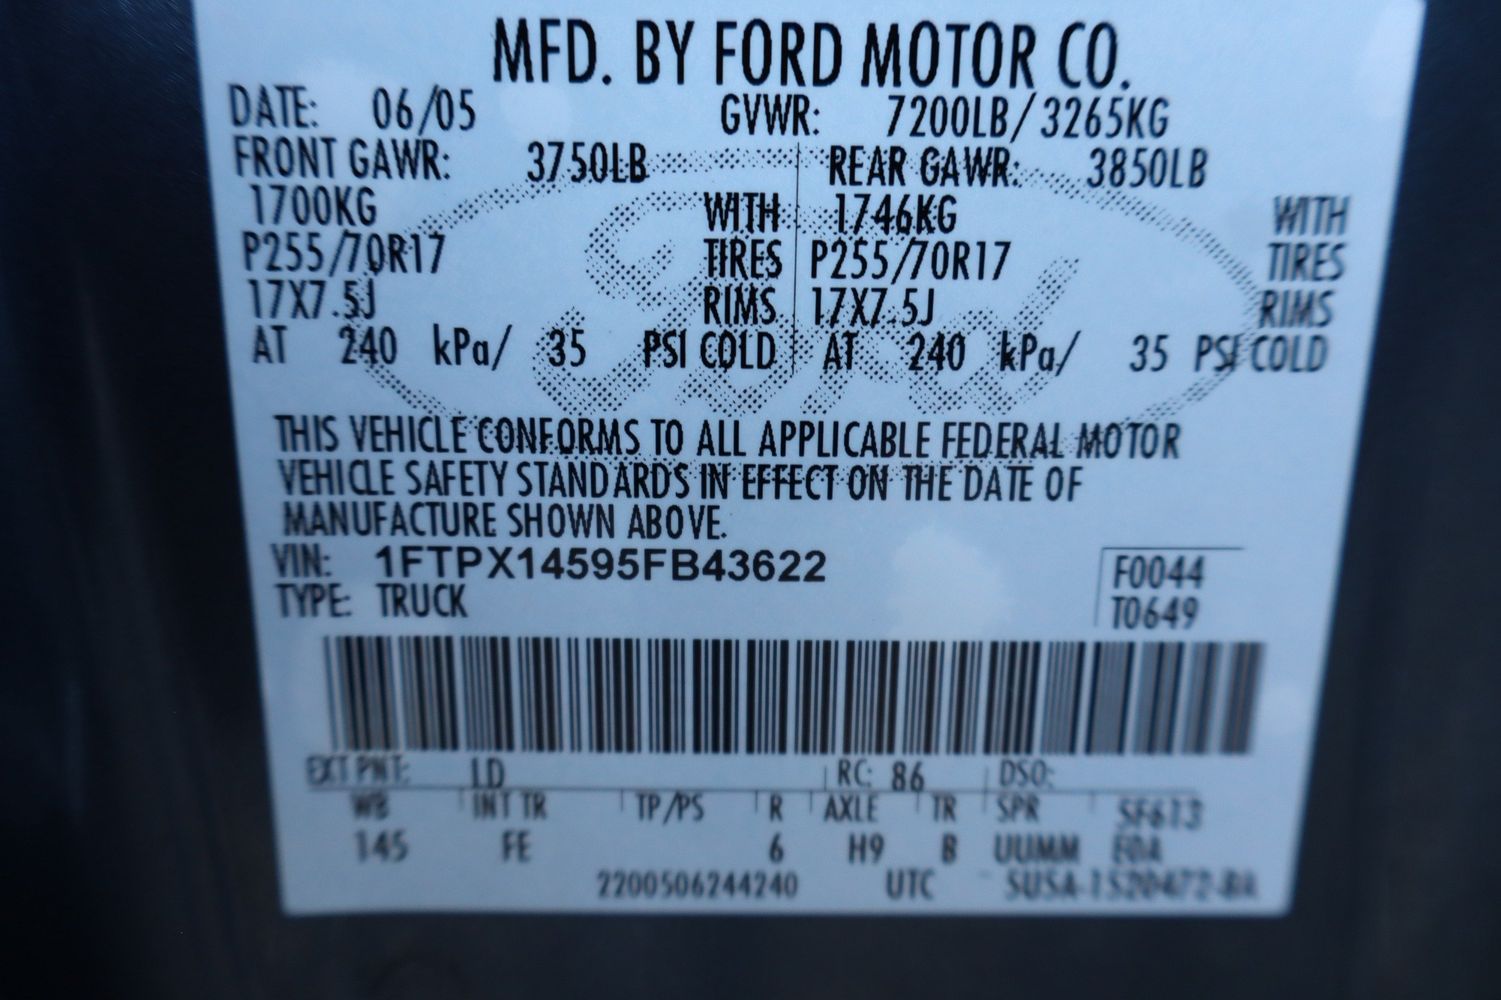 MFD. BY FORD MOTOR CO.
DATE: 06/05 GVWR: 7200LB/3265KG
FRONT GAWR: 3750LB REAR GAWR: 3850LB
1700KG WITH 1746KG WITH
P255/70R17 TIRES P255/70R17 TIRES
17X7.5J RIMS 17X7.5J RIMS
AT 240 kPa/ 35 PSI COLD AT 240 kPa/ 35 PSI COLD
Ford
THIS VEHICLE CONFORMS TO ALL APPLICABLE FEDERAL MOTOR
VEHICLE SAFETY STANDARDS IN EFFECT ON THE DATE OF
MANUFACTURE SHOWN ABOVE.
VIN: 1FTPX14595FB43622 F0044
TYPE: TRUCK T0649
EXT PNT: LD RC: 86 DSO:
WB INT TR TP/PS R AXLE TR SPR SF613
145 FE 6 H9 B UUMM E0A
2200506244240 UTC